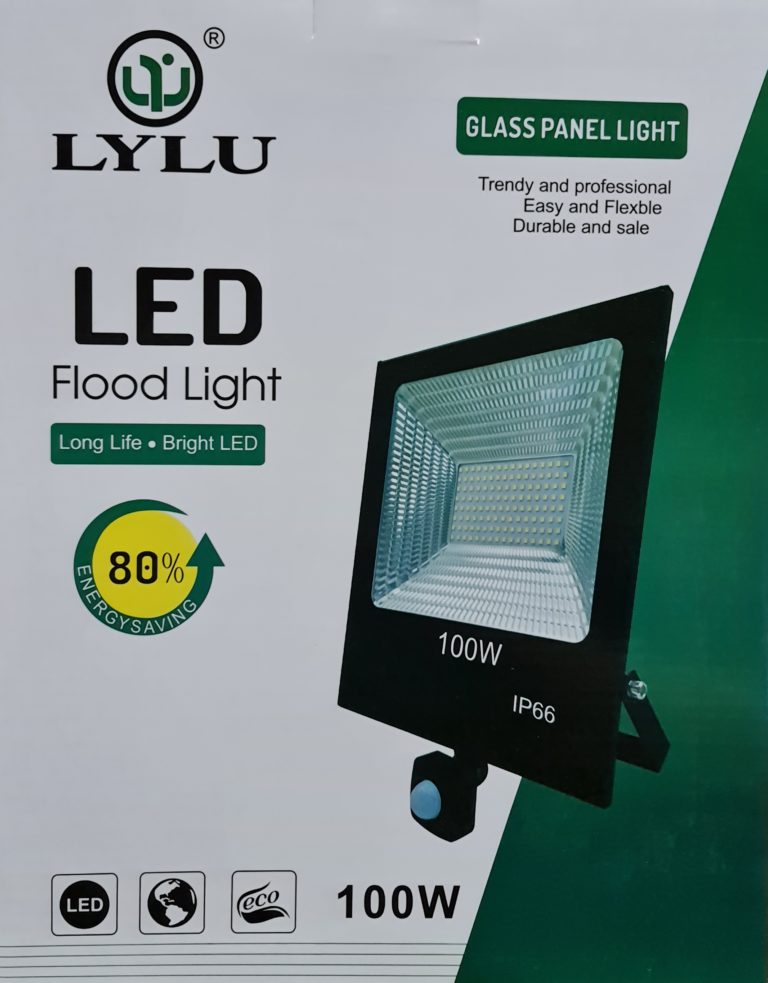 ®
LYLU
GLASS PANEL LIGHT
Trendy and professional
Easy and Flexble
Durable and sale
LED
Flood Light
Long Life • Bright LED
80%
ENERGYSAVING
100W
IP66
LED
eco
100W